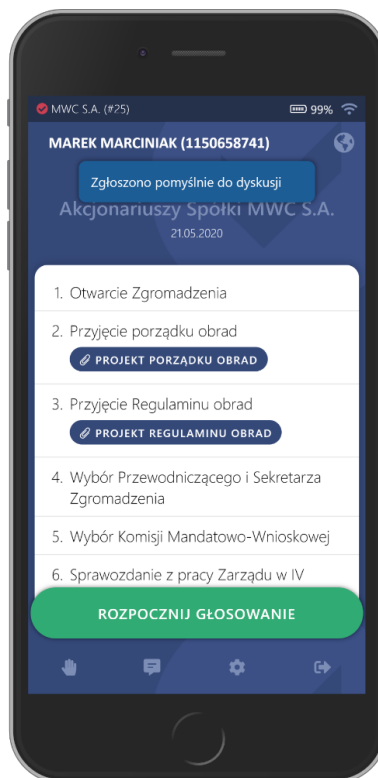 MWC S.A. (#25) 99%
MAREK MARCINIAK (1150658741)
Zgłoszono pomyślnie do dyskusji
Akcjonariuszy Spółki MWC S.A.
21.05.2020
1. Otwarcie Zgromadzenia
2. Przyjęcie porządku obrad
PROJEKT PORZĄDKU OBRAD
3. Przyjęcie Regulaminu obrad
PROJEKT REGULAMINU OBRAD
4. Wybór Przewodniczącego i Sekretarza
Zgromadzenia
5. Wybór Komisji Mandatowo-Wnioskowej
6. Sprawozdanie z pracy Zarządu w IV
ROZPOCZNIJ GŁOSOWANIE